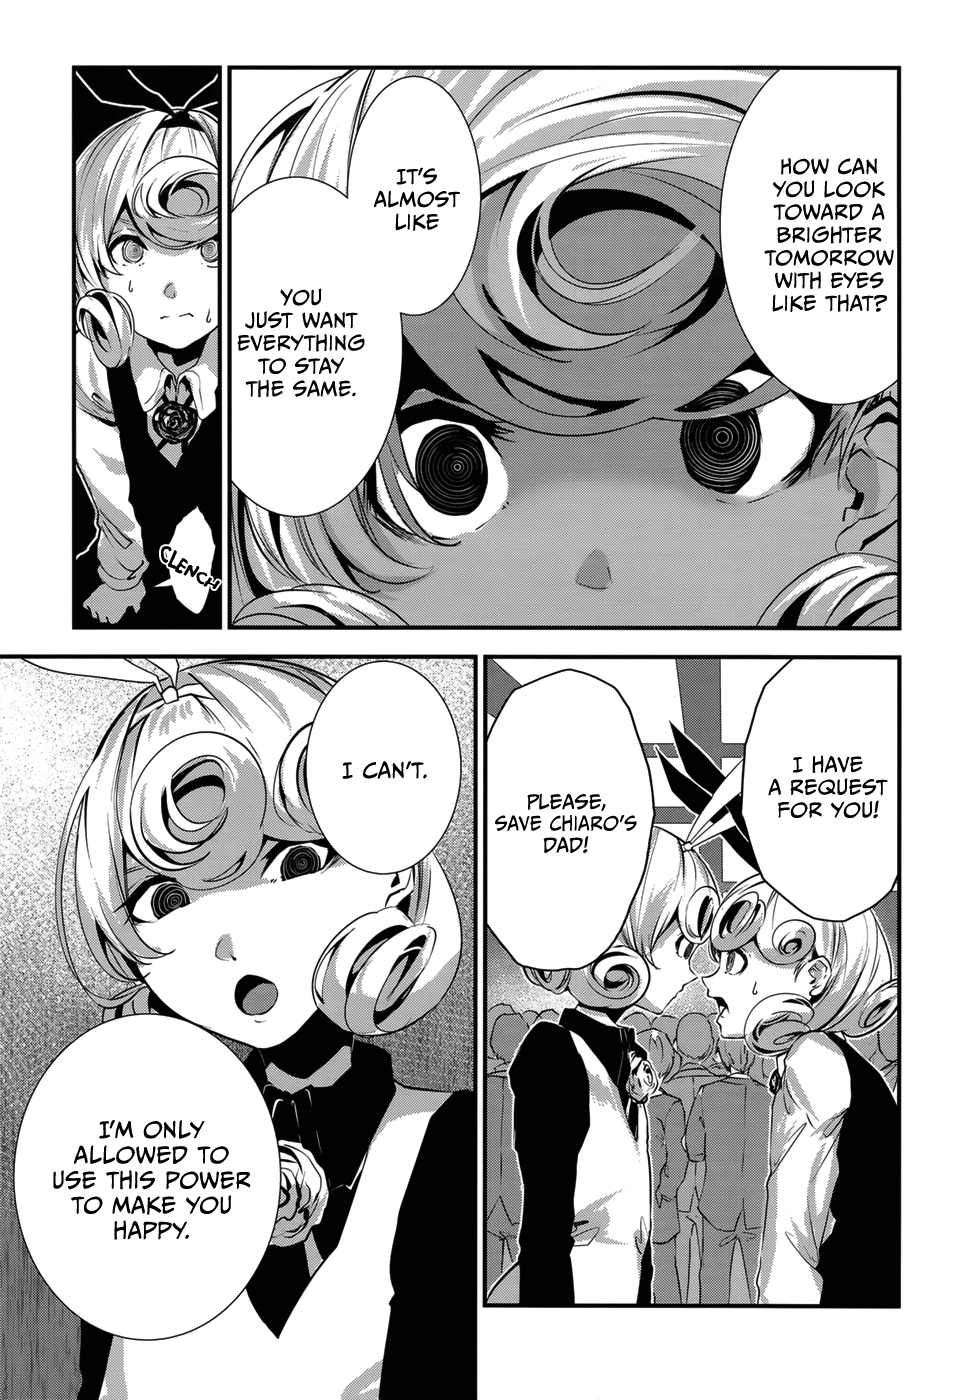 HOW CAN
YOU LOOK
TOWARD A
BRIGHTER
TOMORROW
WITH EYES
LIKE THAT?
IT'S
ALMOST
LIKE
YOU
JUST WANT
EVERYTHING
TO STAY
THE SAME.
CLENCH
I HAVE
A REQUEST
FOR YOU!
PLEASE,
SAVE CHIARO'S
DAD!
I CAN'T.
I'M ONLY
ALLOWED TO
USE THIS POWER
TO MAKE YOU
HAPPY.